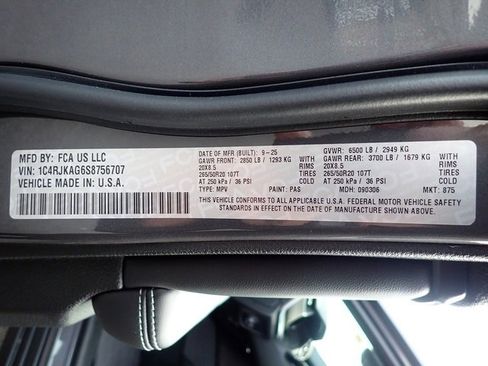 MFD BY: FCA US LLC
VIN: 1C4RJKAG6S8756707
VEHICLE MADE IN: U.S.A.
DATE OF MFR (BUILT): 9-25 GVWR: 6500 LB / 2949 KG
GAWR FRONT: 2850 LB / 1293 KG GAWR REAR: 3700 LB / 1679 KG
20X8.5 20X8.5
265/50R20 107T TIRES 265/50R20 107T TIRES
AT 250 kPa / 36 PSI COLD AT 250 kPa / 36 PSI COLD
TYPE: MPV PAINT: PAS MDH: 090306 MKT: 875
THIS VEHICLE CONFORMS TO ALL APPLICABLE U.S.A. FEDERAL MOTOR VEHICLE SAFETY
STANDARDS IN EFFECT ON THE DATE OF MANUFACTURE SHOWN ABOVE.